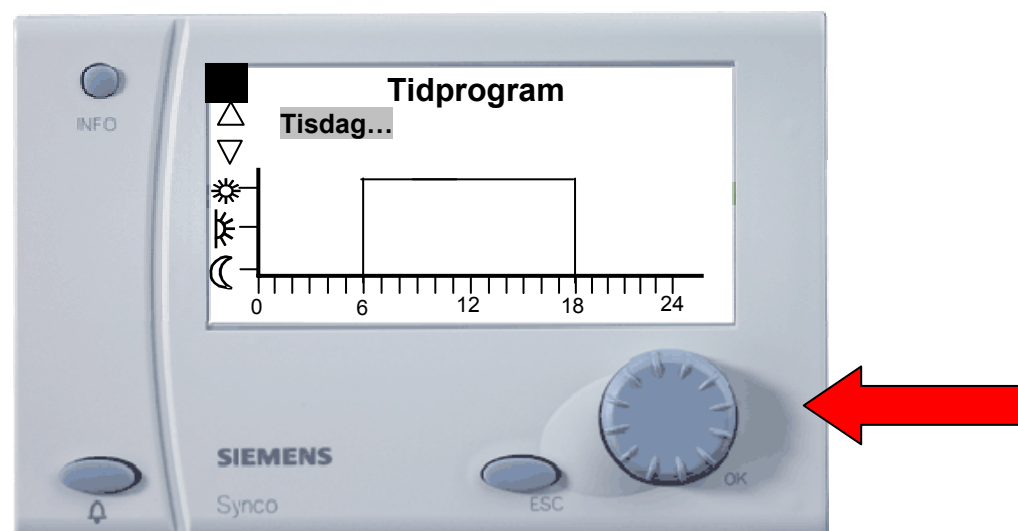 Tidprogram
INFO
Tisdag...
0 6 12 18 24
SIEMENS
OK
Synco
ESC